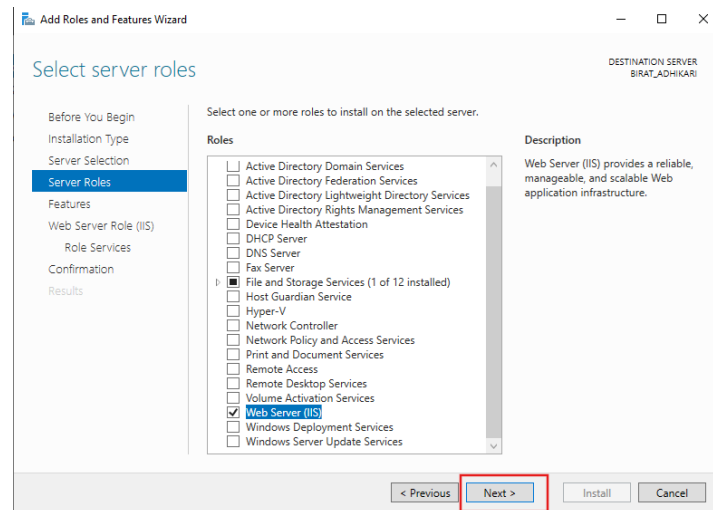 Add Roles and Features Wizard
Select server roles
DESTINATION SERVER
BIRAT_ADHIKARI
Before You Begin
Installation Type
Server Selection
Server Roles
Features
Web Server Role (IIS)
Role Services
Confirmation
Results
Select one or more roles to install on the selected server.
Roles
Active Directory Domain Services
Active Directory Federation Services
Active Directory Lightweight Directory Services
Active Directory Rights Management Services
Device Health Attestation
DHCP Server
DNS Server
Fax Server
File and Storage Services (1 of 12 installed)
Host Guardian Service
Hyper-V
Network Controller
Network Policy and Access Services
Print and Document Services
Remote Access
Remote Desktop Services
Volume Activation Services
Web Server (IIS)
Windows Deployment Services
Windows Server Update Services
Description
Web Server (IIS) provides a reliable,
manageable, and scalable Web
application infrastructure.
< Previous
Next >
Install
Cancel